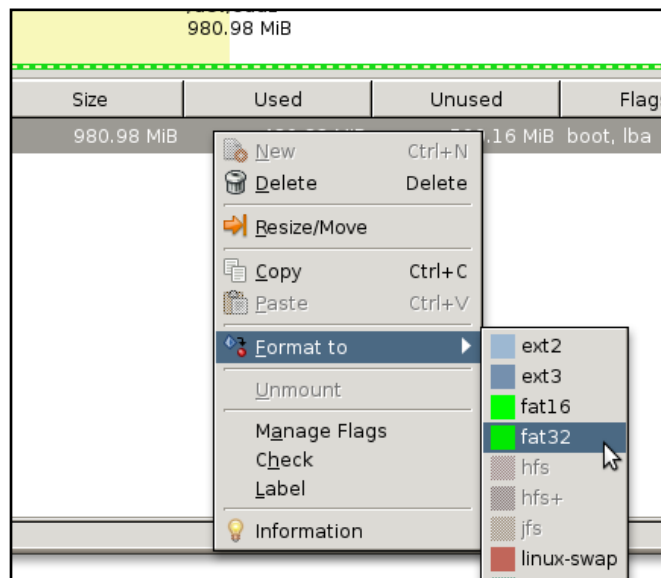 980.98 MiB
Size Used Unused Flag
980.98 MiB .16 MiB boot, lba
New Ctrl+N
Delete Delete
Resize/Move
Copy Ctrl+C
Paste Ctrl+V
Format to
ext2
ext3
Unmount
fat16
Manage Flags
fat32
Check
hfs
Label
hfs+
Information
jfs
linux-swap